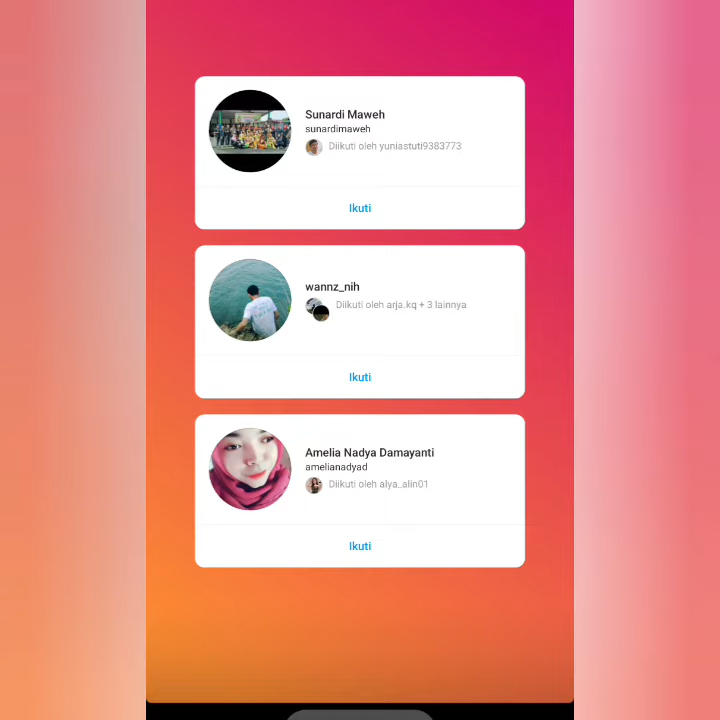 Sunardi Maweh
sunardimaweh
Diikuti oleh yuniastuti9383773
Ikuti
wannz_nih
Diikuti oleh arja.kq + 3 lainnya
Ikuti
Amelia Nadya Damayanti
amelianadyad
Diikuti oleh alya_alin01
Ikuti